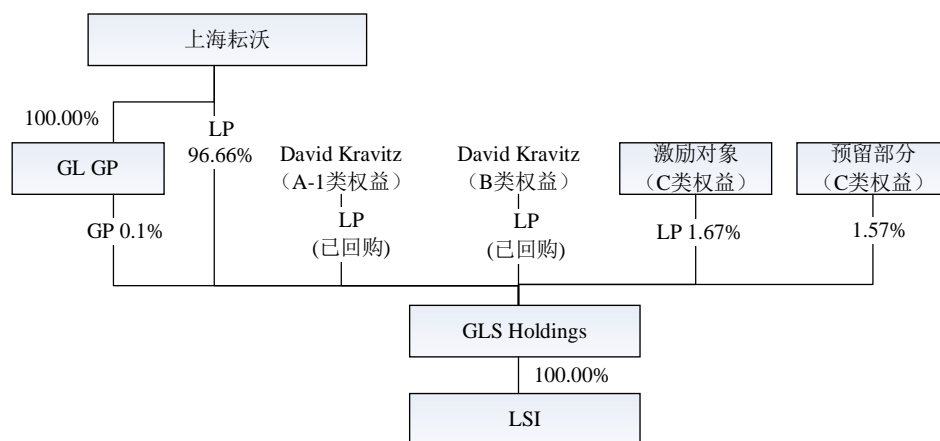 上海耘沃
100.00%
LP
96.66%
GL GP
David Kravitz
（A-1类权益）
David Kravitz
（B类权益）
激励对象
（C类权益）
预留部分
（C类权益）
GP 0.1%
LP
(已回购)
LP
(已回购)
LP 1.67%
1.57%
GLS Holdings
100.00%
LSI